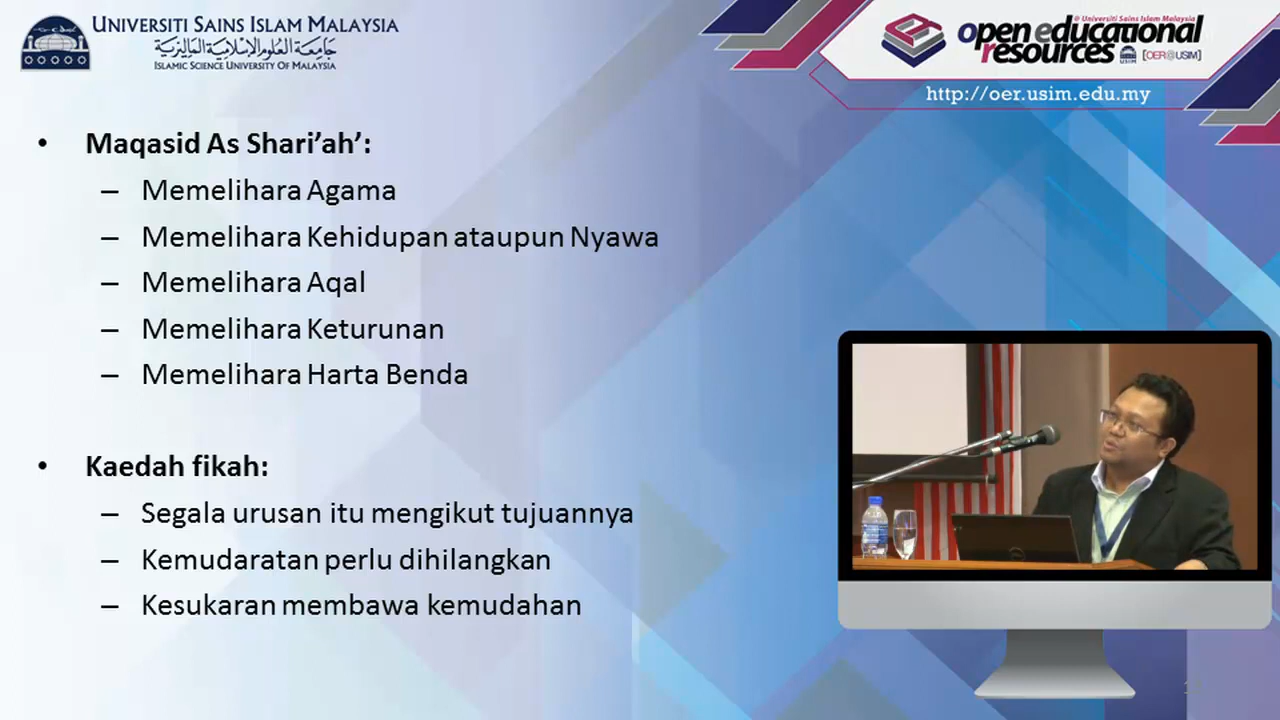 UNIVERSITI SAINS ISLAM MALAYSIA
جامعة العلوم الإسلامية الماليزية
ISLAMIC SCIENCE UNIVERSITY OF MALAYSIA
@ Universiti Sains Islam Malaysia
open educational
resources USIM [OER@USIM]
http://oer.usim.edu.my
• Maqasid As Shari’ah’:
– Memelihara Agama
– Memelihara Kehidupan ataupun Nyawa
– Memelihara Aqal
– Memelihara Keturunan
– Memelihara Harta Benda
• Kaedah fikah:
– Segala urusan itu mengikut tujuannya
– Kemudaratan perlu dihilangkan
– Kesukaran membawa kemudahan